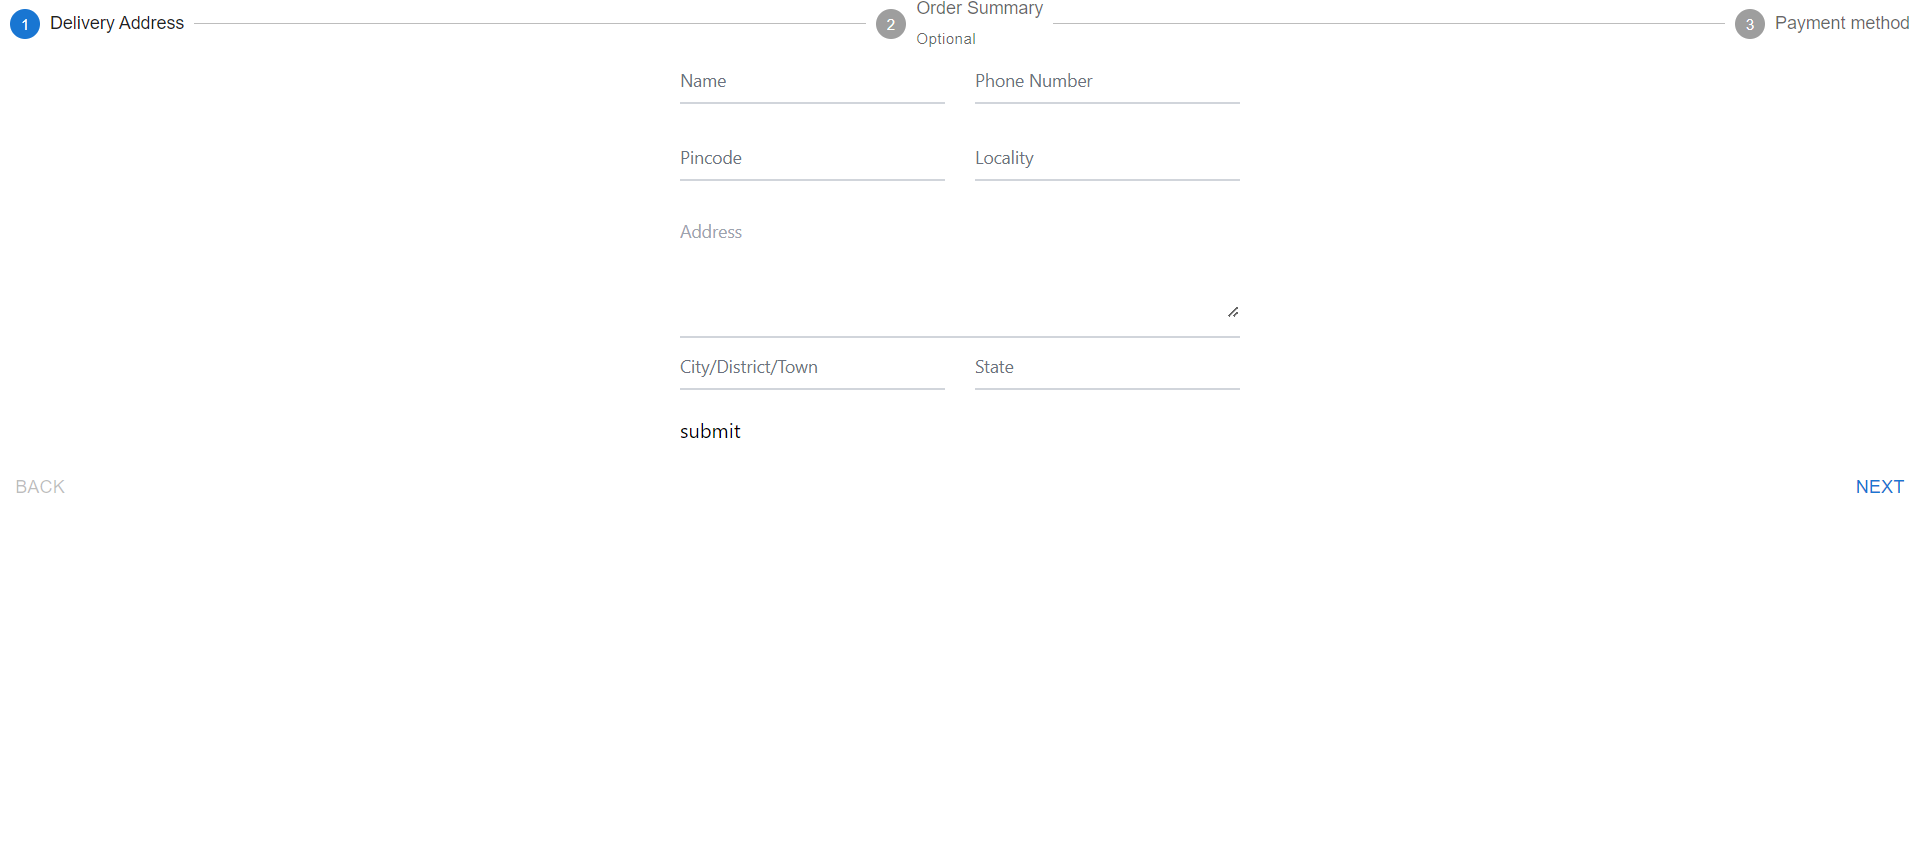 1 Delivery Address 2 Order Summary 3 Payment method
Optional
Name Phone Number
Pincode Locality
Address
City/District/Town State
submit
BACK NEXT